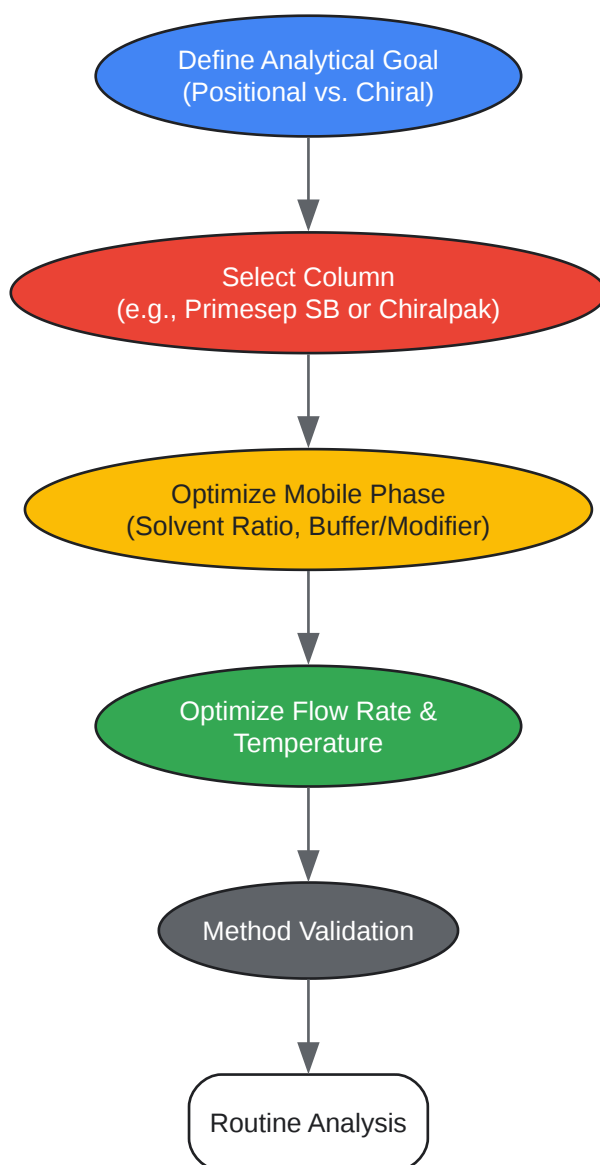 Define Analytical Goal
(Positional vs. Chiral)
Select Column
(e.g., Primesep SB or Chiralpak)
Optimize Mobile Phase
(Solvent Ratio, Buffer/Modifier)
Optimize Flow Rate &
Temperature
Method Validation
Routine Analysis